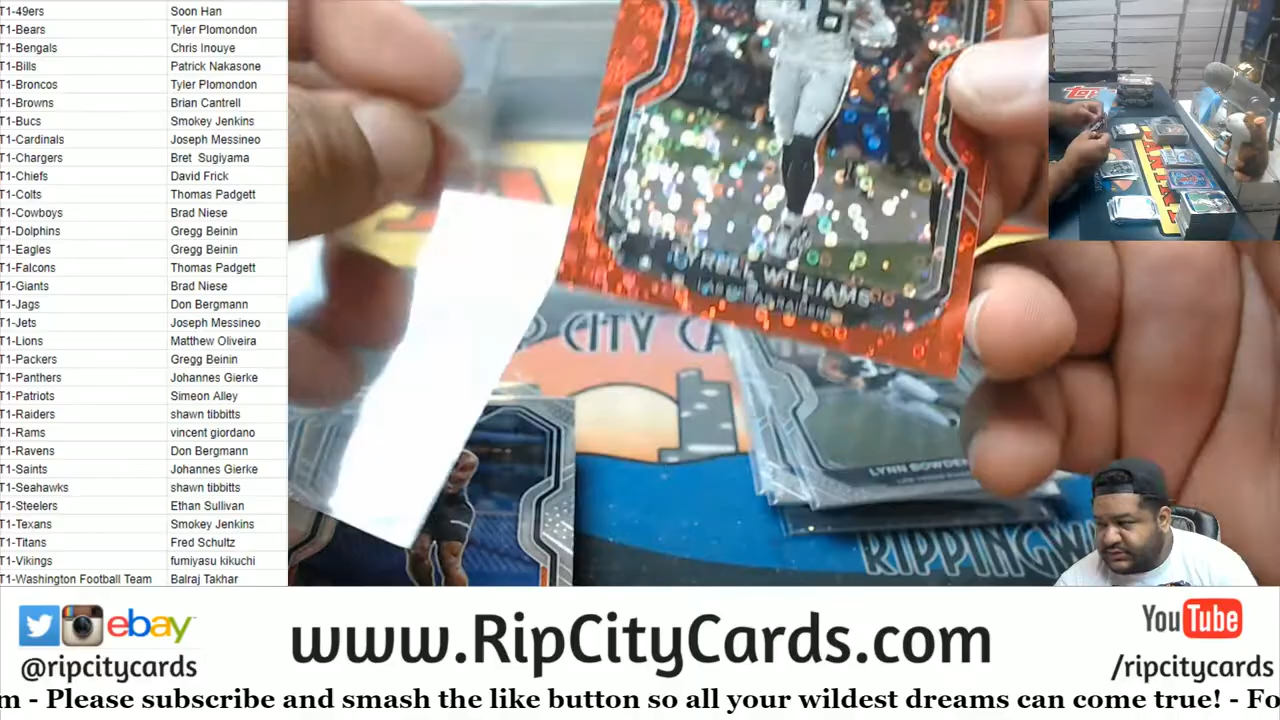 T1-49ers Soon Han
T1-Bears Tyler Plomondon
T1-Bengals Chris Inouye
T1-Bills Patrick Nakasone
T1-Broncos Tyler Plomondon
T1-Browns Brian Cantrell
T1-Bucs Smokey Jenkins
T1-Cardinals Joseph Messineo
T1-Chargers Bret Sugiyama
T1-Chiefs David Frick
T1-Colts Thomas Padgett
T1-Cowboys Brad Niese
T1-Dolphins Gregg Beinin
T1-Eagles Gregg Beinin
T1-Falcons Thomas Padgett
T1-Giants Brad Niese
T1-Jags Don Bergmann
T1-Jets Joseph Messineo
T1-Lions Matthew Oliveira
T1-Packers Gregg Beinin
T1-Panthers Johannes Gierke
T1-Patriots Simeon Alley
T1-Raiders shawn tibbitts
T1-Rams vincent giordano
T1-Ravens Don Bergmann
T1-Saints Johannes Gierke
T1-Seahawks shawn tibbitts
T1-Steelers Ethan Sullivan
T1-Texans Smokey Jenkins
T1-Titans Fred Schultz
T1-Vikings fumiyasu kikuchi
T1-Washington Football Team Balraj Takhar
TYRELL WILLIAMS
P CITY CA
LYNN BOWDEN
RIPPINGW
ebay
@ripcitycards
www.RipCityCards.com
YouTube
/ripcitycards
m - Please subscribe and smash the like button so all your wildest dreams can come true! - Fo